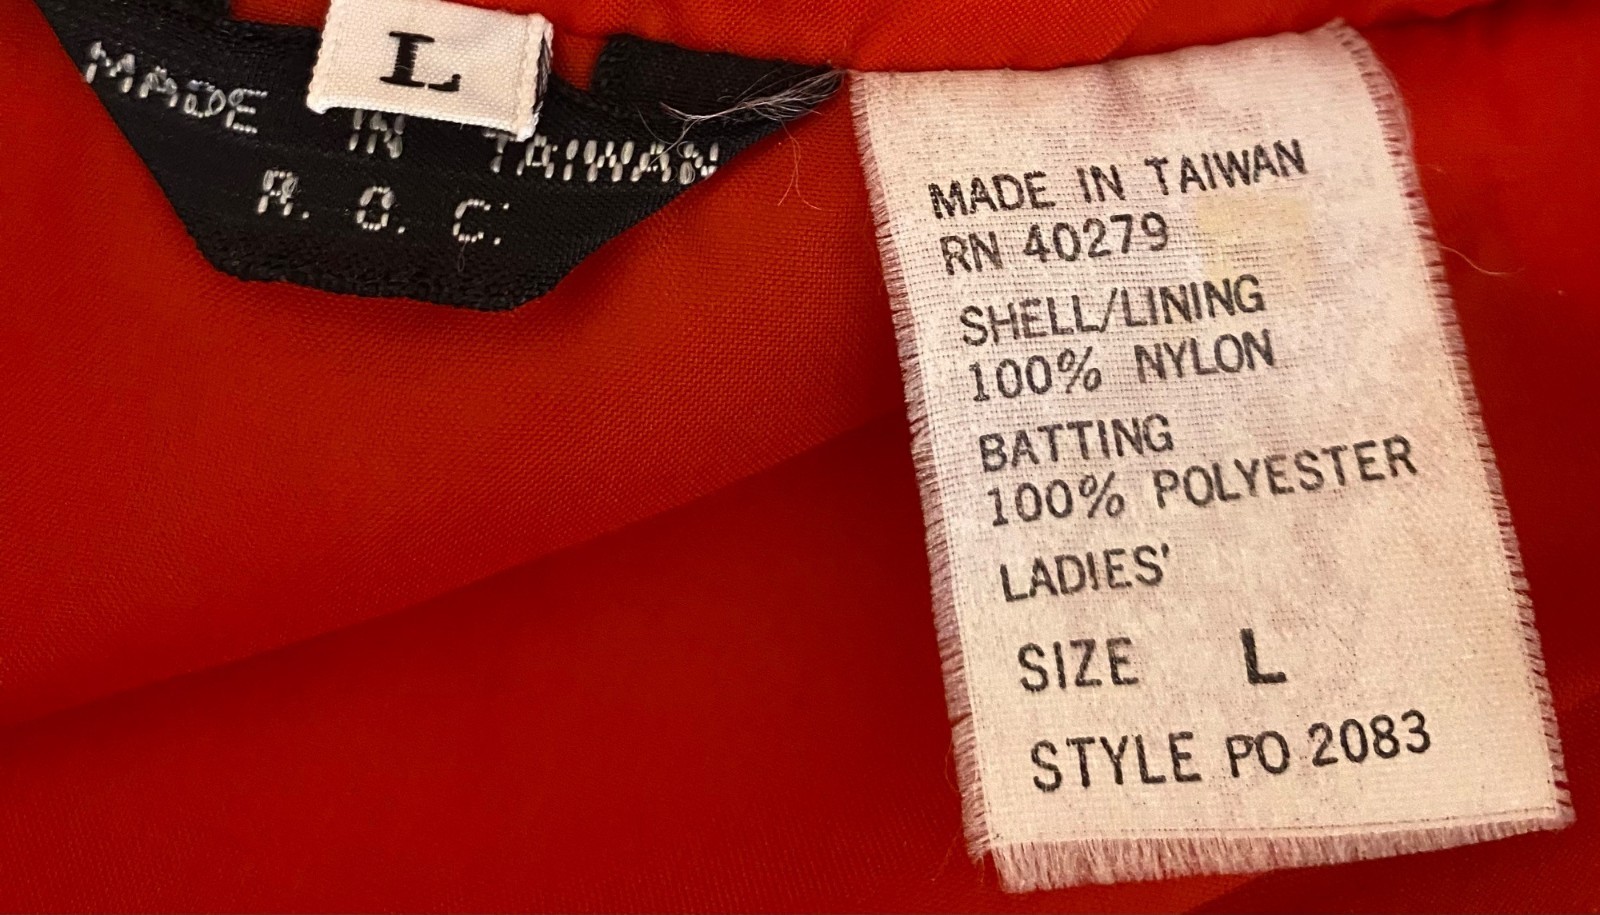 L
MADE IN TAIWAN
R. O. C.
MADE IN TAIWAN
RN 40279
SHELL/LINING
100% NYLON
BATTING
100% POLYESTER
LADIES'
SIZE L
STYLE PO 2083